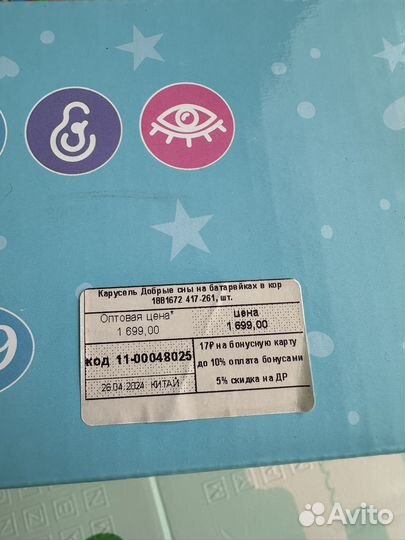 Карусель Добрые сны на батарейках в кор
1881672 417-261, шт.
Оптовая цена*
1 699,00
цена
1 699,00
код 11-00048025
26.04.2024 КИТАЙ
17₽ на бонусную карту
до 10% оплата бонусами
5% скидка на ДР
9
Avito